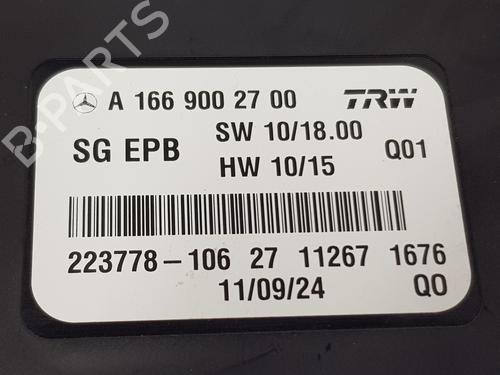 B-PARTS
A 166 900 27 00 TRW
SW 10/18.00
SG EPB Q01
HW 10/15
223778-106 27 11267 1676
11/09/24 QO